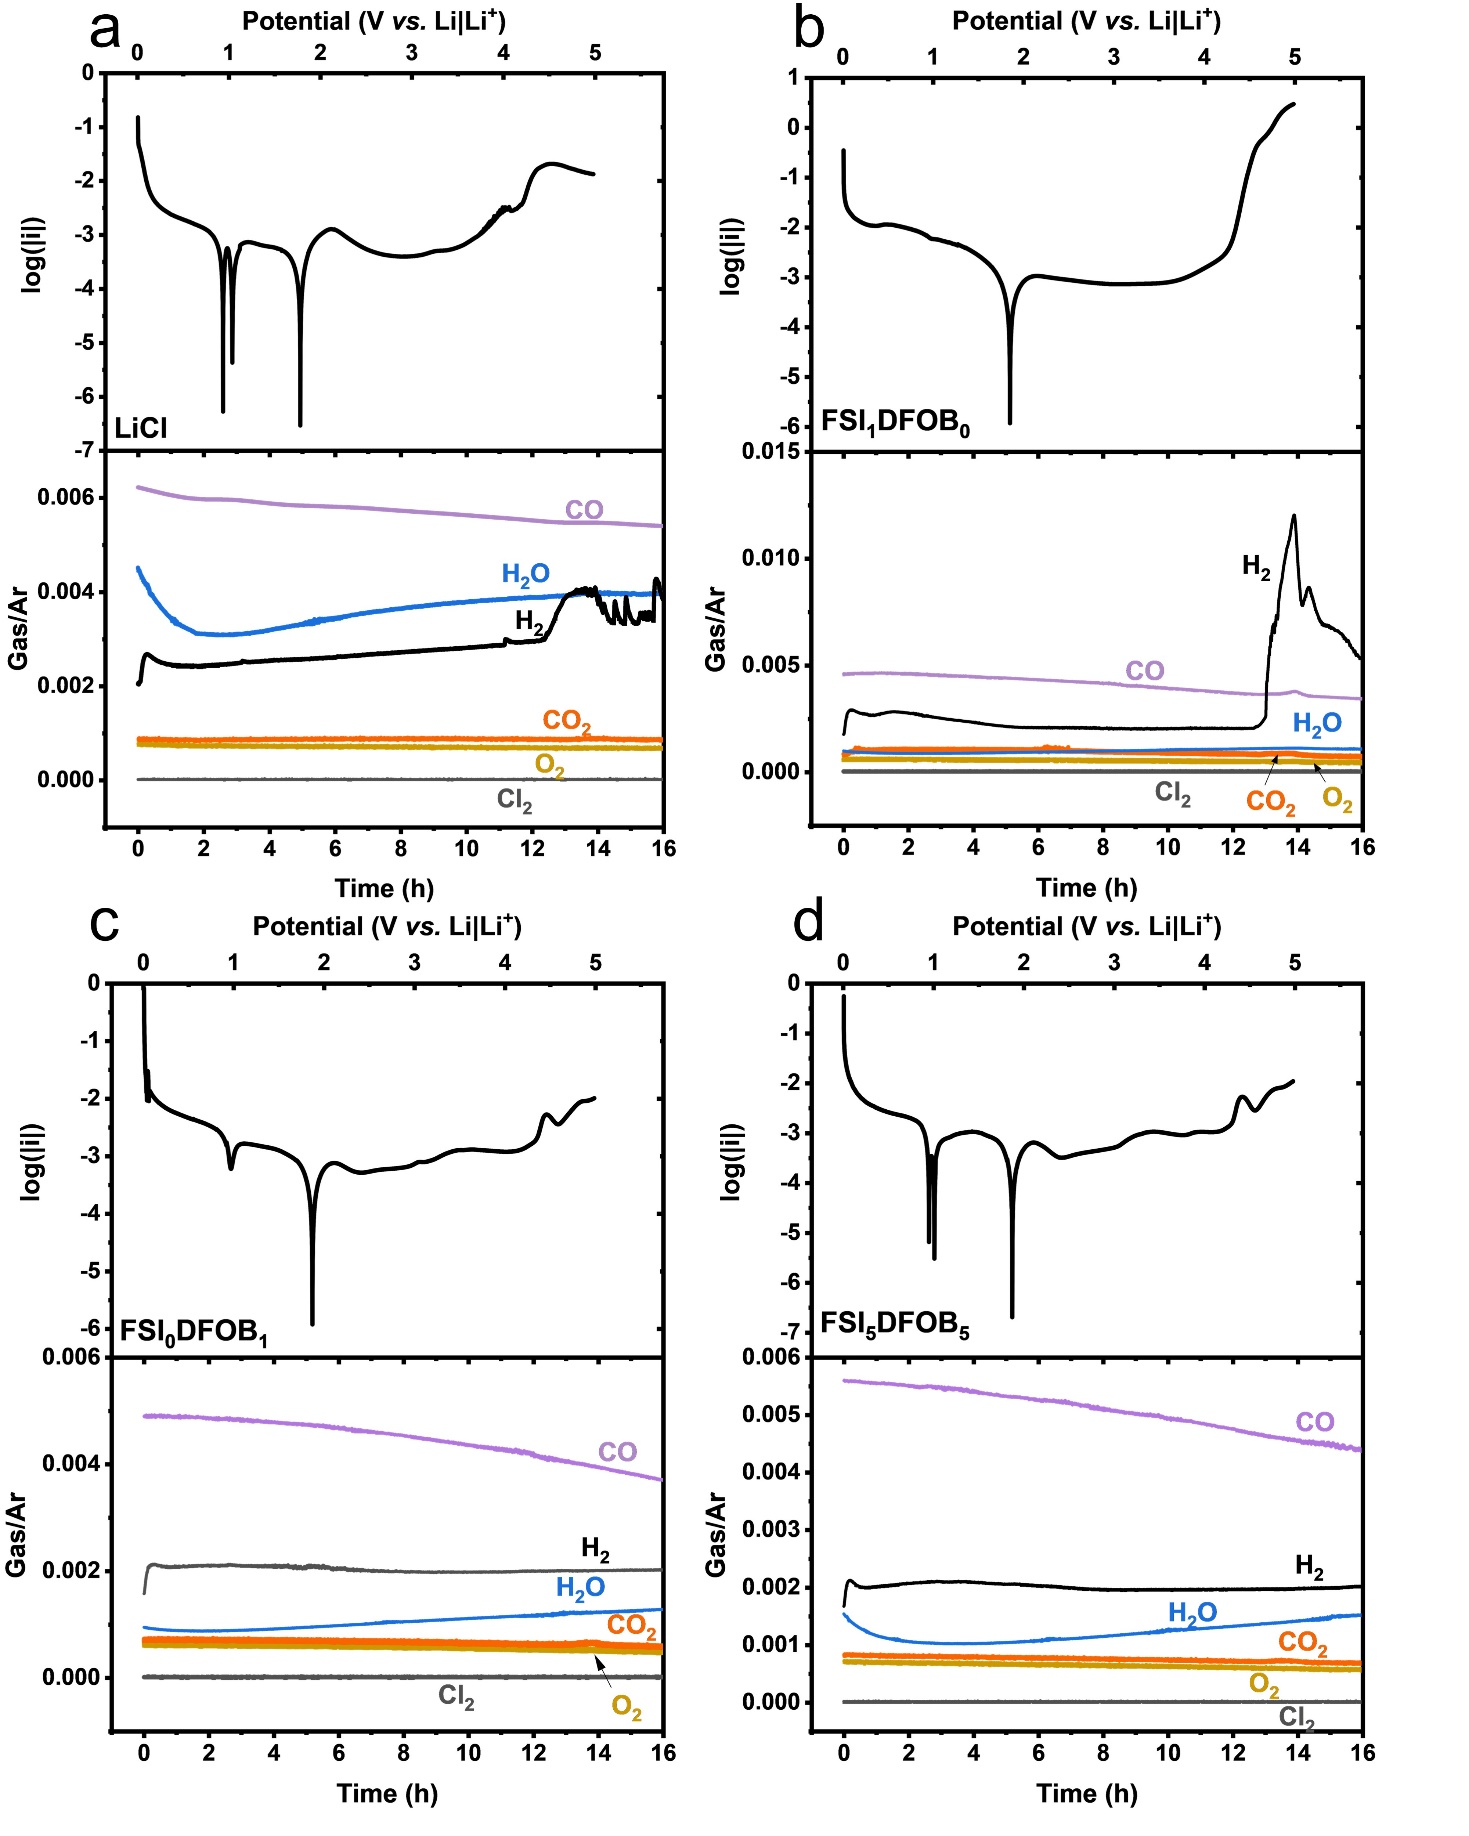 a
Potential (V vs. Li|Li⁺)
0 1 2 3 4 5
0
-1
-2
-3
-4
-5
-6
-7
log(|i|)
LiCl
0.006
0.004
0.002
0.000
Gas/Ar
CO
H₂O
H₂
CO₂
O₂
Cl₂
0 2 4 6 8 10 12 14 16
Time (h)
b
Potential (V vs. Li|Li⁺)
0 1 2 3 4 5
1
0
-1
-2
-3
-4
-5
-6
log(|i|)
FSI₁DFOB₀
0.015
0.010
0.005
0.000
Gas/Ar
H₂
CO
H₂O
Cl₂
CO₂
O₂
0 2 4 6 8 10 12 14 16
Time (h)
c
Potential (V vs. Li|Li⁺)
0 1 2 3 4 5
0
-1
-2
-3
-4
-5
-6
log(|i|)
FSI₀DFOB₁
0.006
0.004
0.002
0.000
Gas/Ar
CO
H₂
H₂O
CO₂
Cl₂
O₂
0 2 4 6 8 10 12 14 16
Time (h)
d
Potential (V vs. Li|Li⁺)
0 1 2 3 4 5
0
-1
-2
-3
-4
-5
-6
-7
log(|i|)
FSI₅DFOB₅
0.006
0.005
0.004
0.003
0.002
0.001
0.000
Gas/Ar
CO
H₂
H₂O
CO₂
O₂
Cl₂
0 2 4 6 8 10 12 14 16
Time (h)